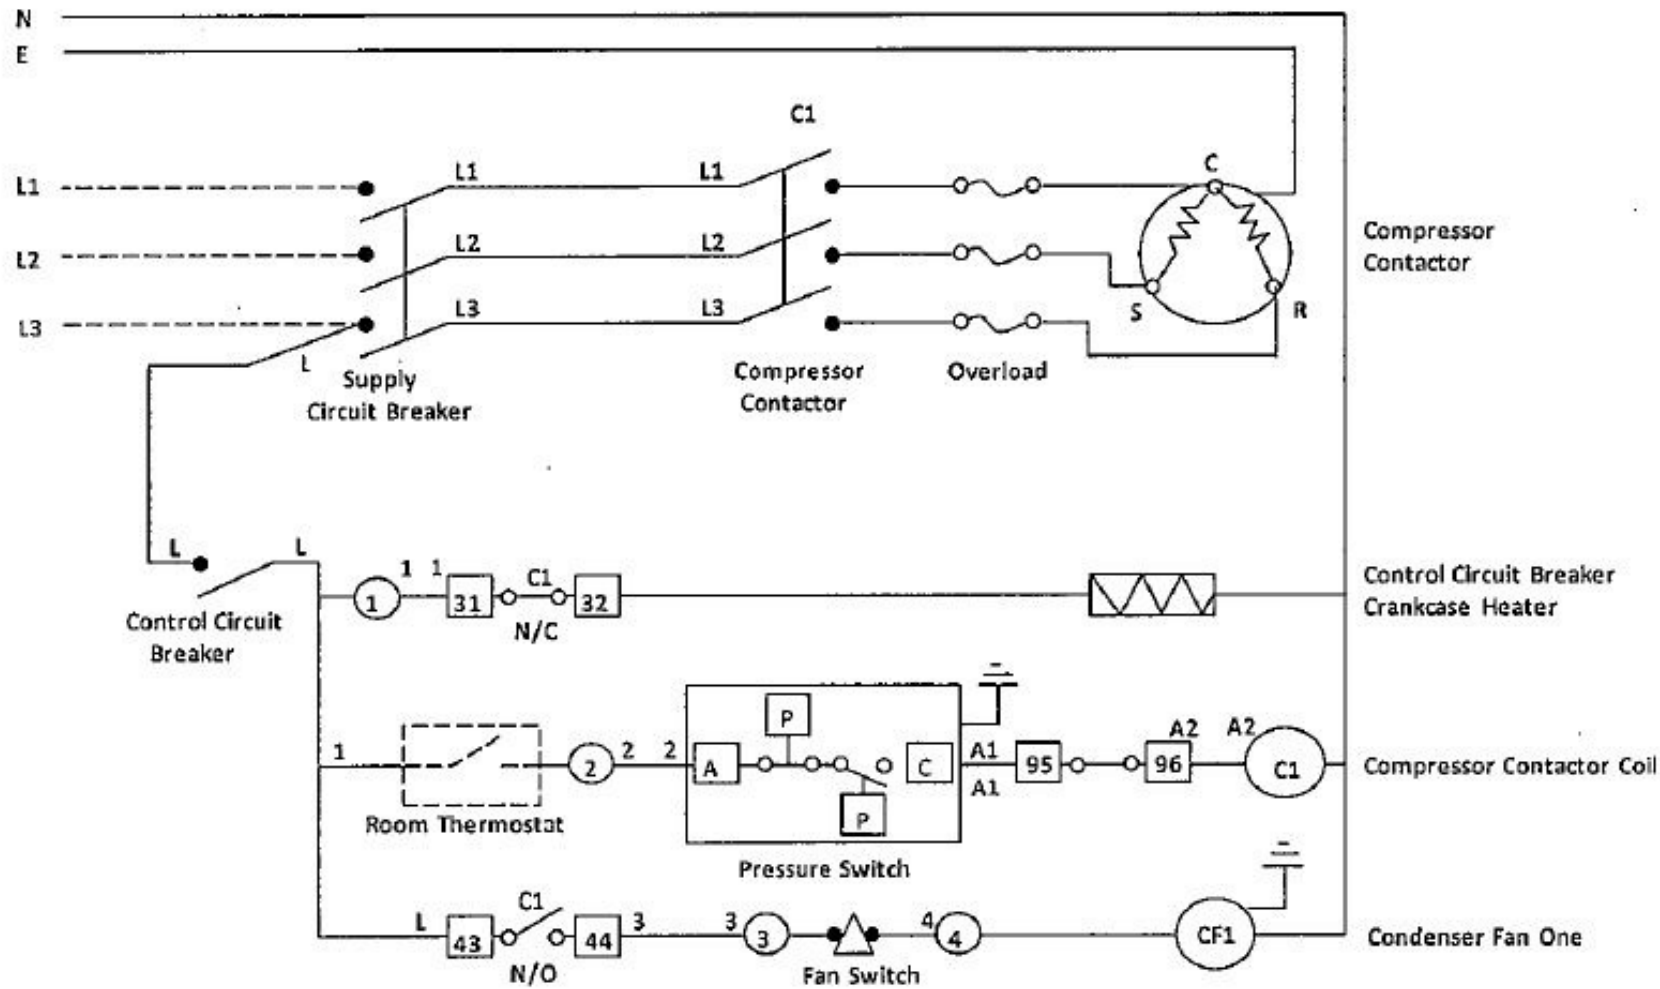 N
E
C1
L1
L1
L1
C
L2
L2
L2
Compressor
Contactor
L3
L3
L3
S
R
L
Supply
Circuit Breaker
Compressor
Contactor
Overload
L
L
1
1
1
31
C1
32
N/C
Control Circuit Breaker
Crankcase Heater
Control Circuit
Breaker
P
1
2
2
2
A
C
A1
A1
95
A2
96
A2
C1
Compressor Contactor Coil
P
Room Thermostat
Pressure Switch
L
43
C1
44
N/O
3
3
3
4
4
Fan Switch
CF1
Condenser Fan One